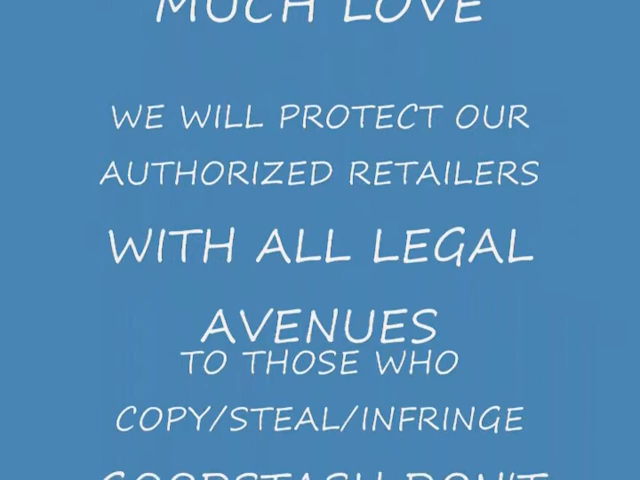 MUCH LOVE
WE WILL PROTECT OUR
AUTHORIZED RETAILERS
WITH ALL LEGAL
AVENUES
TO THOSE WHO
COPY/STEAL/INFRINGE
DON'T